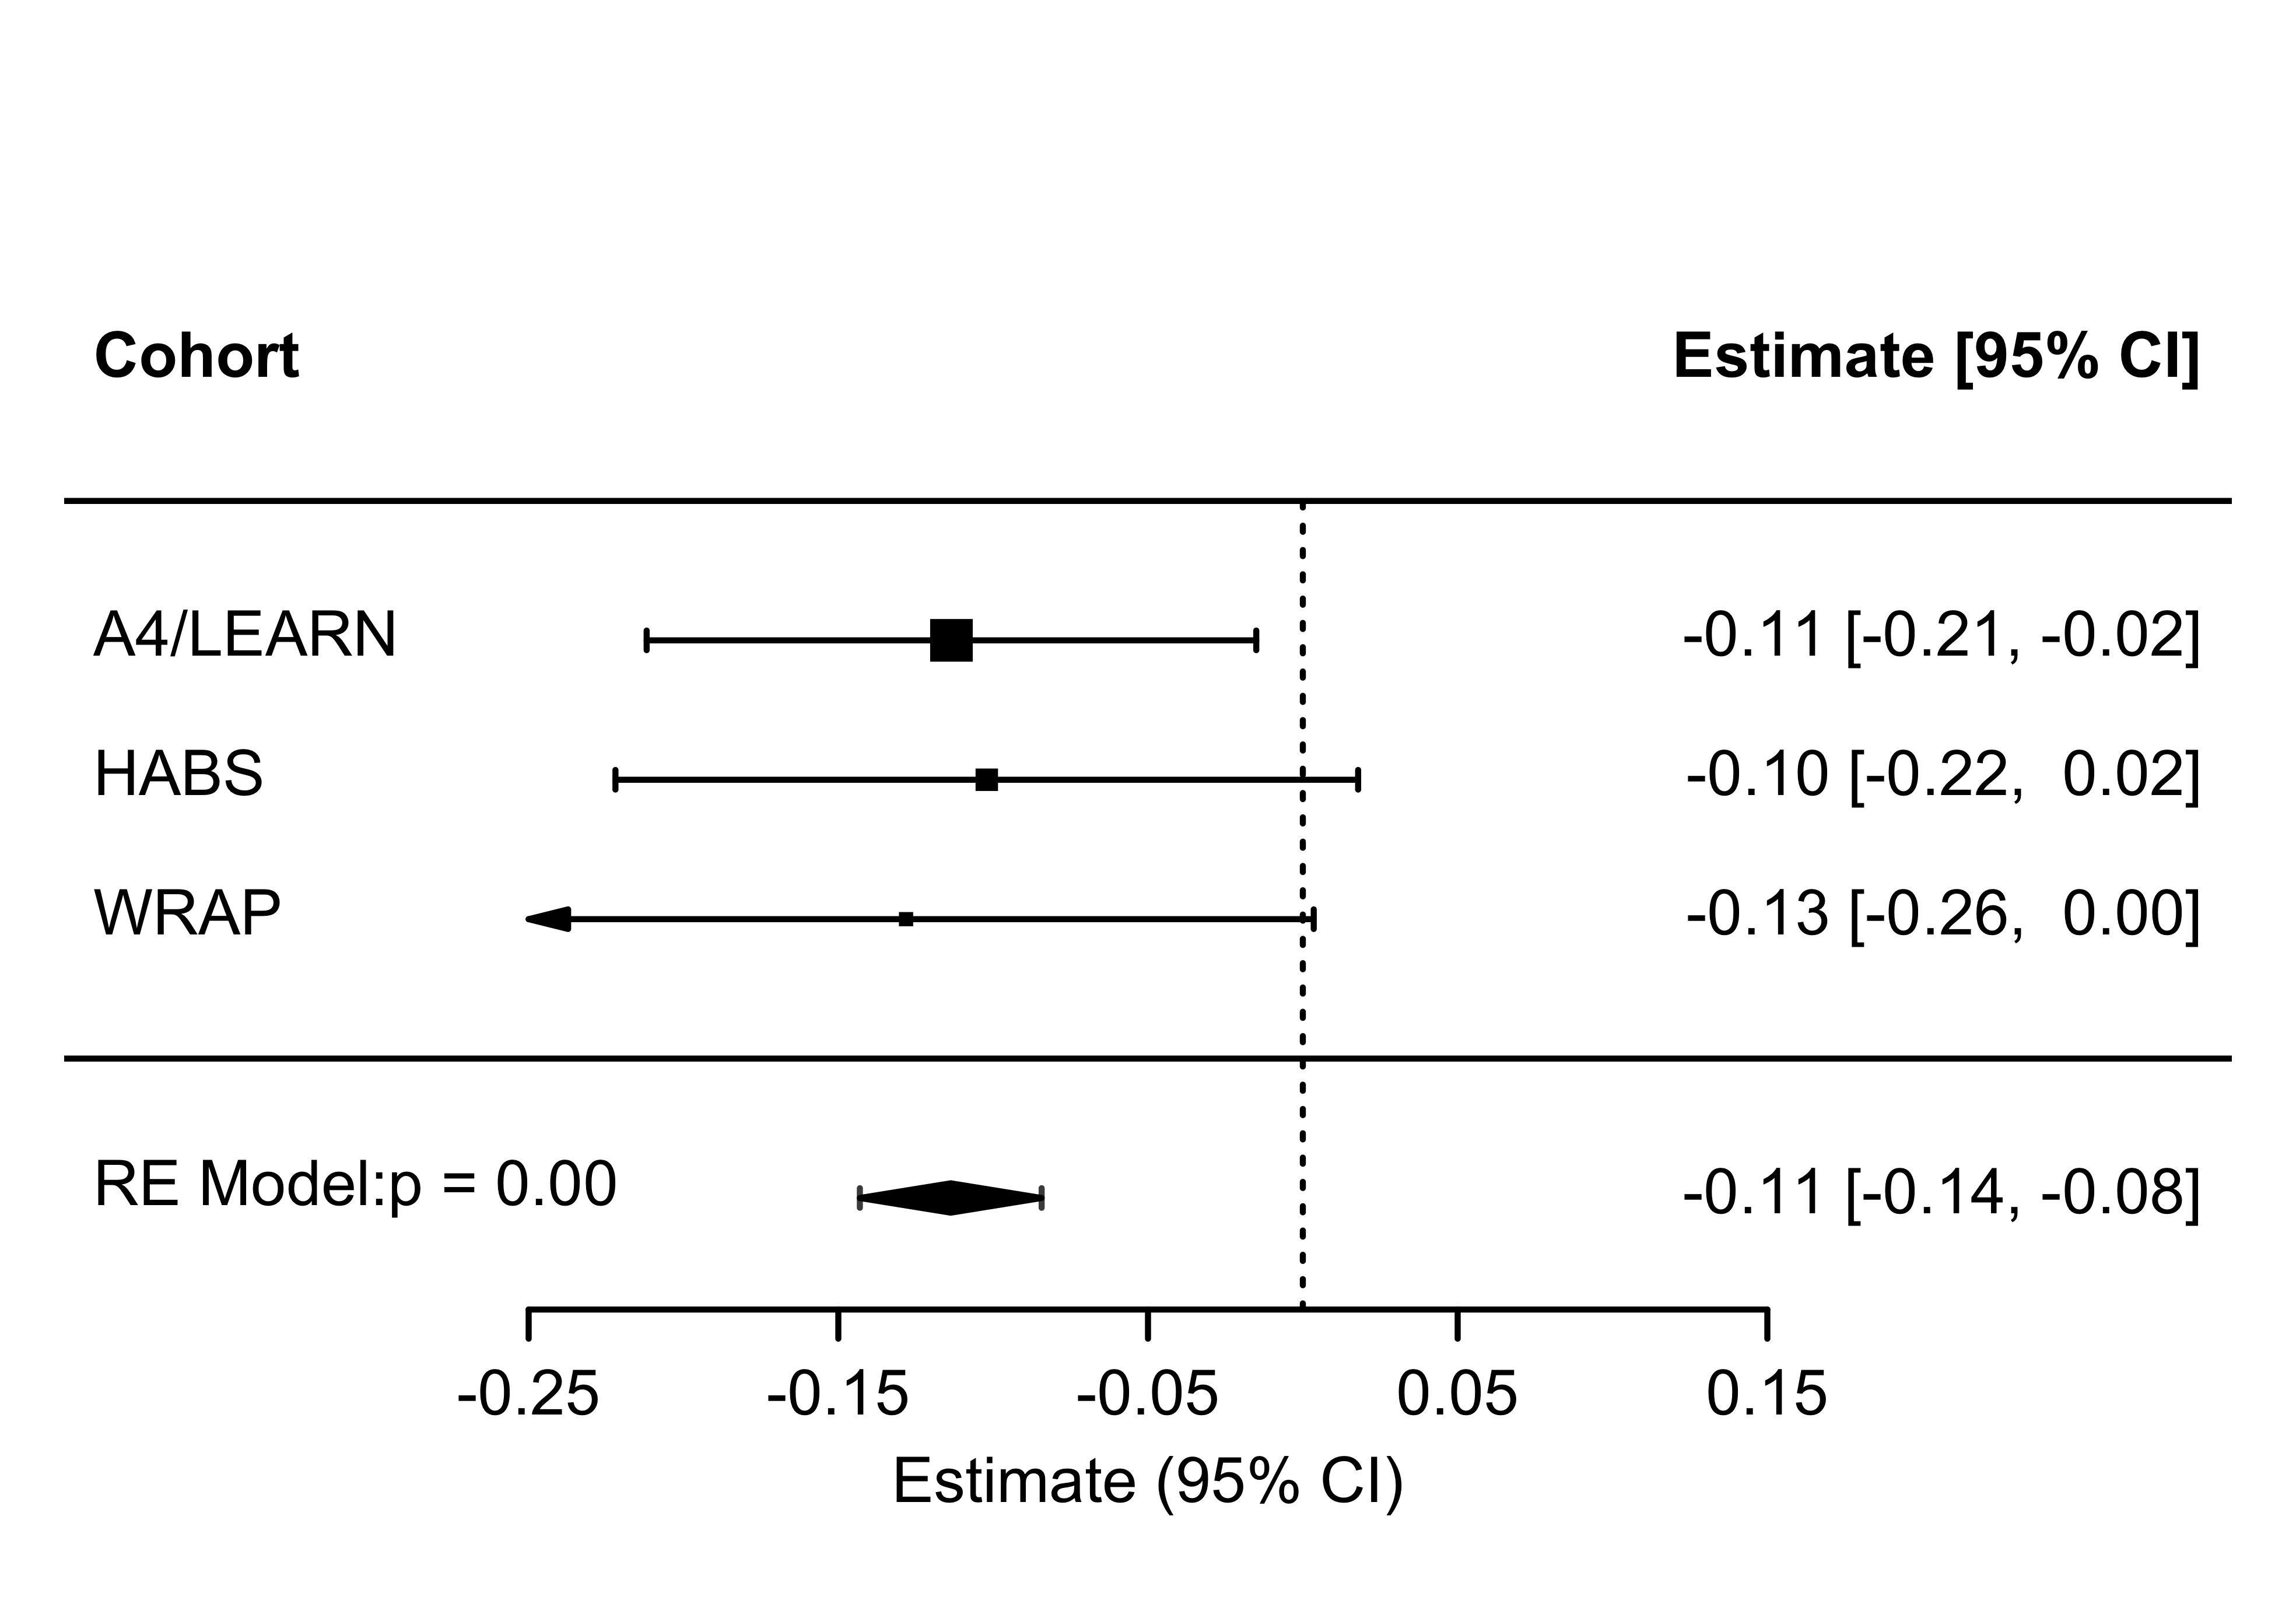 Cohort Estimate [95% CI]
A4/LEARN -0.11 [-0.21, -0.02]
HABS -0.10 [-0.22, 0.02]
WRAP -0.13 [-0.26, 0.00]
RE Model:p = 0.00 -0.11 [-0.14, -0.08]
-0.25 -0.15 -0.05 0.05 0.15
Estimate (95% CI)